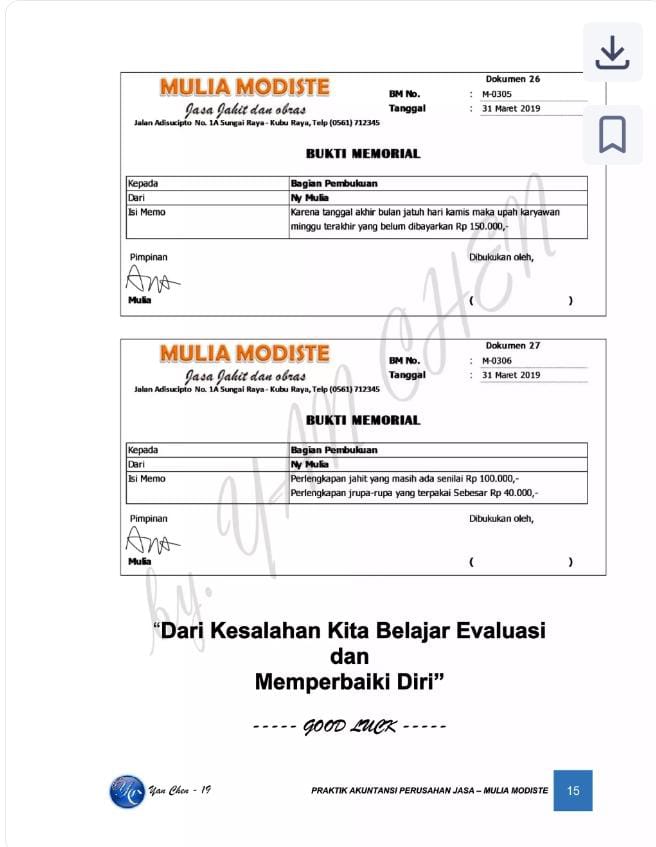 Dokumen 26
MULIA MODISTE
Jasa Jahit dan obras
Jalan Adisucipto No. 1A Sungai Raya - Kubu Raya, Telp (0561) 712345
BM No. : M-0305
Tanggal : 31 Maret 2019
BUKTI MEMORIAL
Kepada Bagian Pembukuan
Dari Ny Mulia
Isi Memo Karena tanggal akhir bulan jatuh hari kamis maka upah karyawan
minggu terakhir yang belum dibayarkan Rp 150.000,-
Pimpinan Dibukukan oleh,
Ana
Mulia ( )
Dokumen 27
MULIA MODISTE
Jasa Jahit dan obras
Jalan Adisucipto No. 1A Sungai Raya - Kubu Raya, Telp (0561) 712345
BM No. : M-0306
Tanggal : 31 Maret 2019
BUKTI MEMORIAL
Kepada Bagian Pembukuan
Dari Ny Mulia
Isi Memo Perlengkapan jahit yang masih ada senilai Rp 100.000,-
Perlengkapan jrupa-rupa yang terpakai Sebesar Rp 40.000,-
Pimpinan Dibukukan oleh,
Ana
Mulia ( )
by. YAN CHEN
“Dari Kesalahan Kita Belajar Evaluasi
dan
Memperbaiki Diri”
----- GOOD LUCK -----
YC Yan Chen - 19
PRAKTIK AKUNTANSI PERUSAHAN JASA – MULIA MODISTE 15